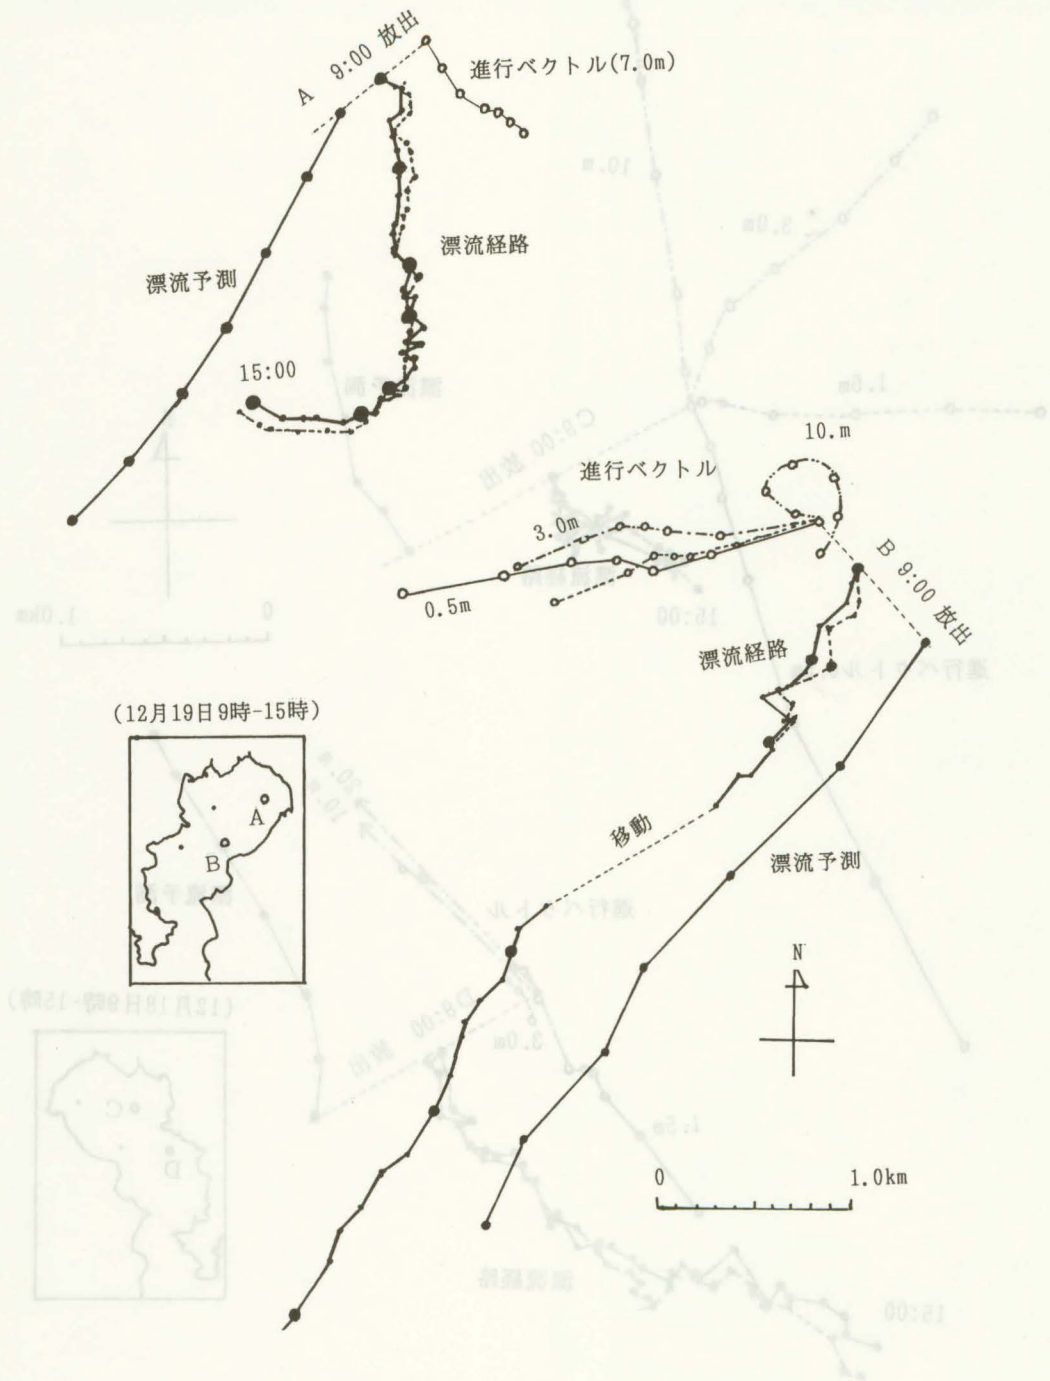 A 9:00 放出
進行ベクトル(7.0m)
漂流経路
漂流予測
15:00
10.m
進行ベクトル
3.0m
0.5m
B 9:00 放出
漂流経路
(12月19日9時-15時)
A
B
移動
漂流予測
N
0 1.0km